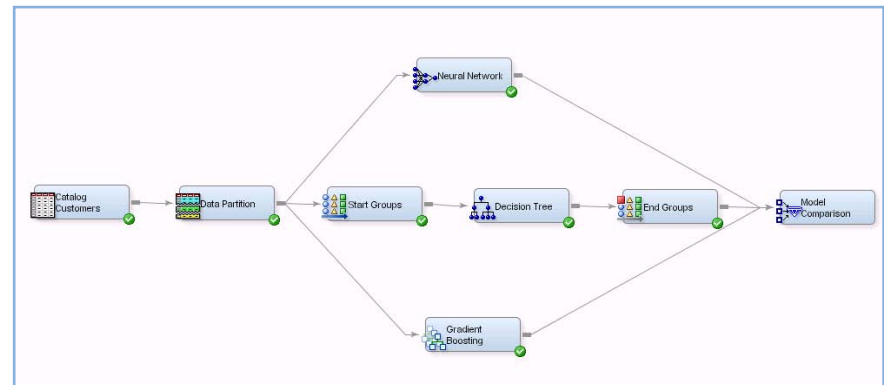 Neural Network
Catalog
Customers
Data Partition
Start Groups
Decision Tree
End Groups
Model
Comparison
Gradient
Boosting